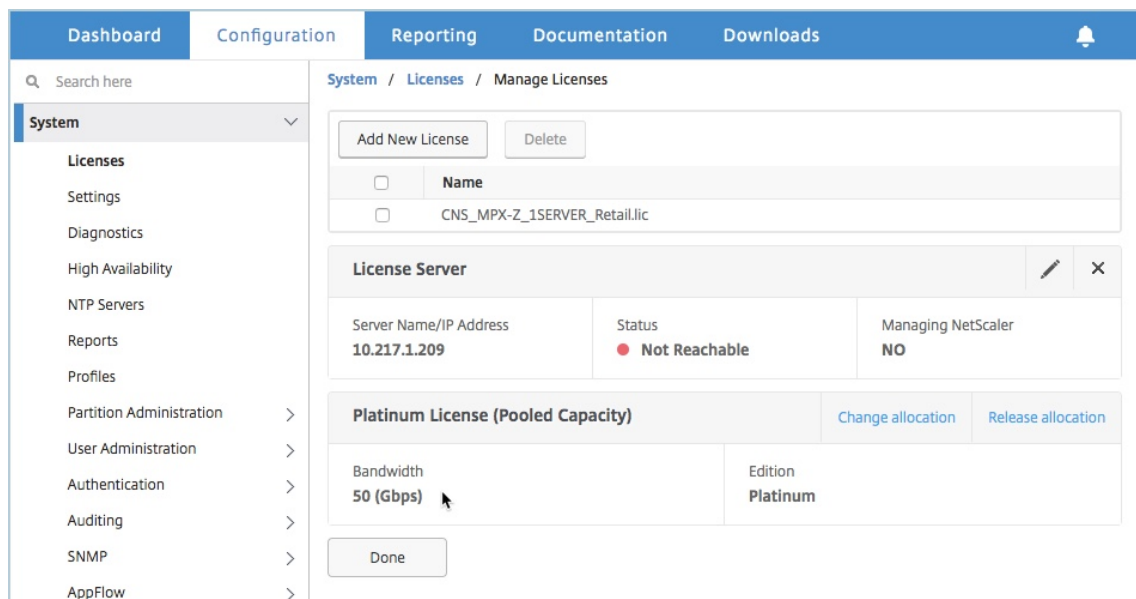 Dashboard Configuration Reporting Documentation Downloads
Search here
System
Licenses
Settings
Diagnostics
High Availability
NTP Servers
Reports
Profiles
Partition Administration
User Administration
Authentication
Auditing
SNMP
AppFlow
System / Licenses / Manage Licenses
Add New License Delete
Name
CNS_MPX-Z_1SERVER_Retail.lic
License Server
Server Name/IP Address Status Managing NetScaler
10.217.1.209 Not Reachable NO
Platinum License (Pooled Capacity) Change allocation Release allocation
Bandwidth Edition
50 (Gbps) Platinum
Done